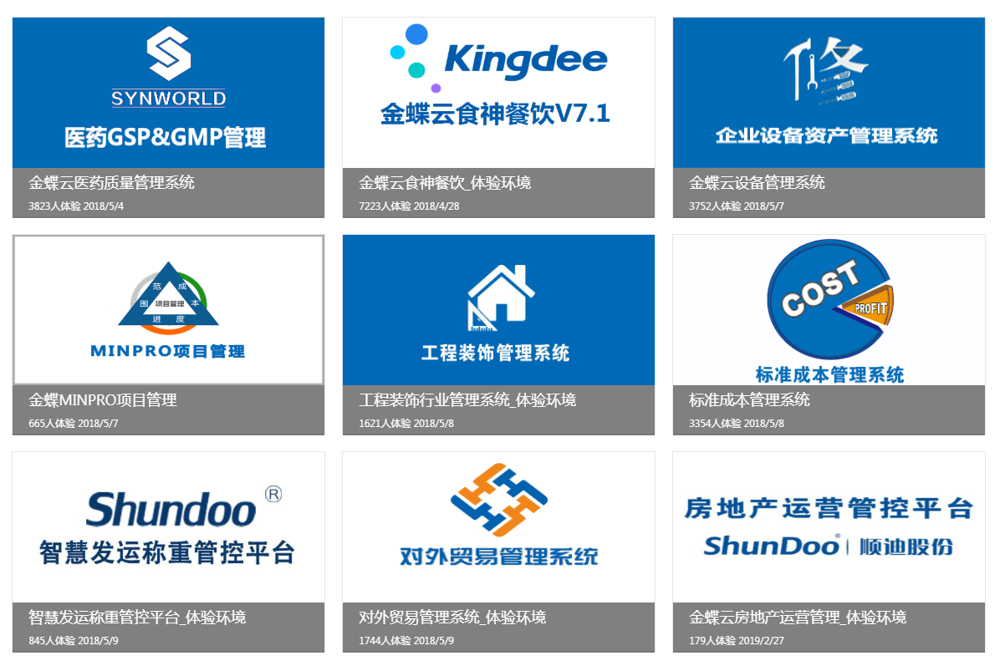 SYNWORLD
医药GSP&GMP管理
金蝶云医药质量管理系统
3823人体验 2018/5/4
Kingdee
金蝶云食神餐饮V7.1
金蝶云食神餐饮_体验环境
7223人体验 2018/4/28
修
企业设备资产管理系统
金蝶云设备管理系统
3752人体验 2018/5/7
范 成
围 项目管理 本
进 度
MINPRO项目管理
金蝶MINPRO项目管理
665人体验 2018/5/7
工程装饰管理系统
工程装饰行业管理系统_体验环境
1621人体验 2018/5/8
COST
PROFIT
标准成本管理系统
标准成本管理系统
3354人体验 2018/5/8
Shundoo®
智慧发运称重管控平台
智慧发运称重管控平台_体验环境
845人体验 2018/5/9
对外贸易管理系统
对外贸易管理系统_体验环境
1744人体验 2018/5/9
房地产运营管控平台
ShunDoo® | 顺迪股份
金蝶云房地产运营管理_体验环境
179人体验 2019/2/27